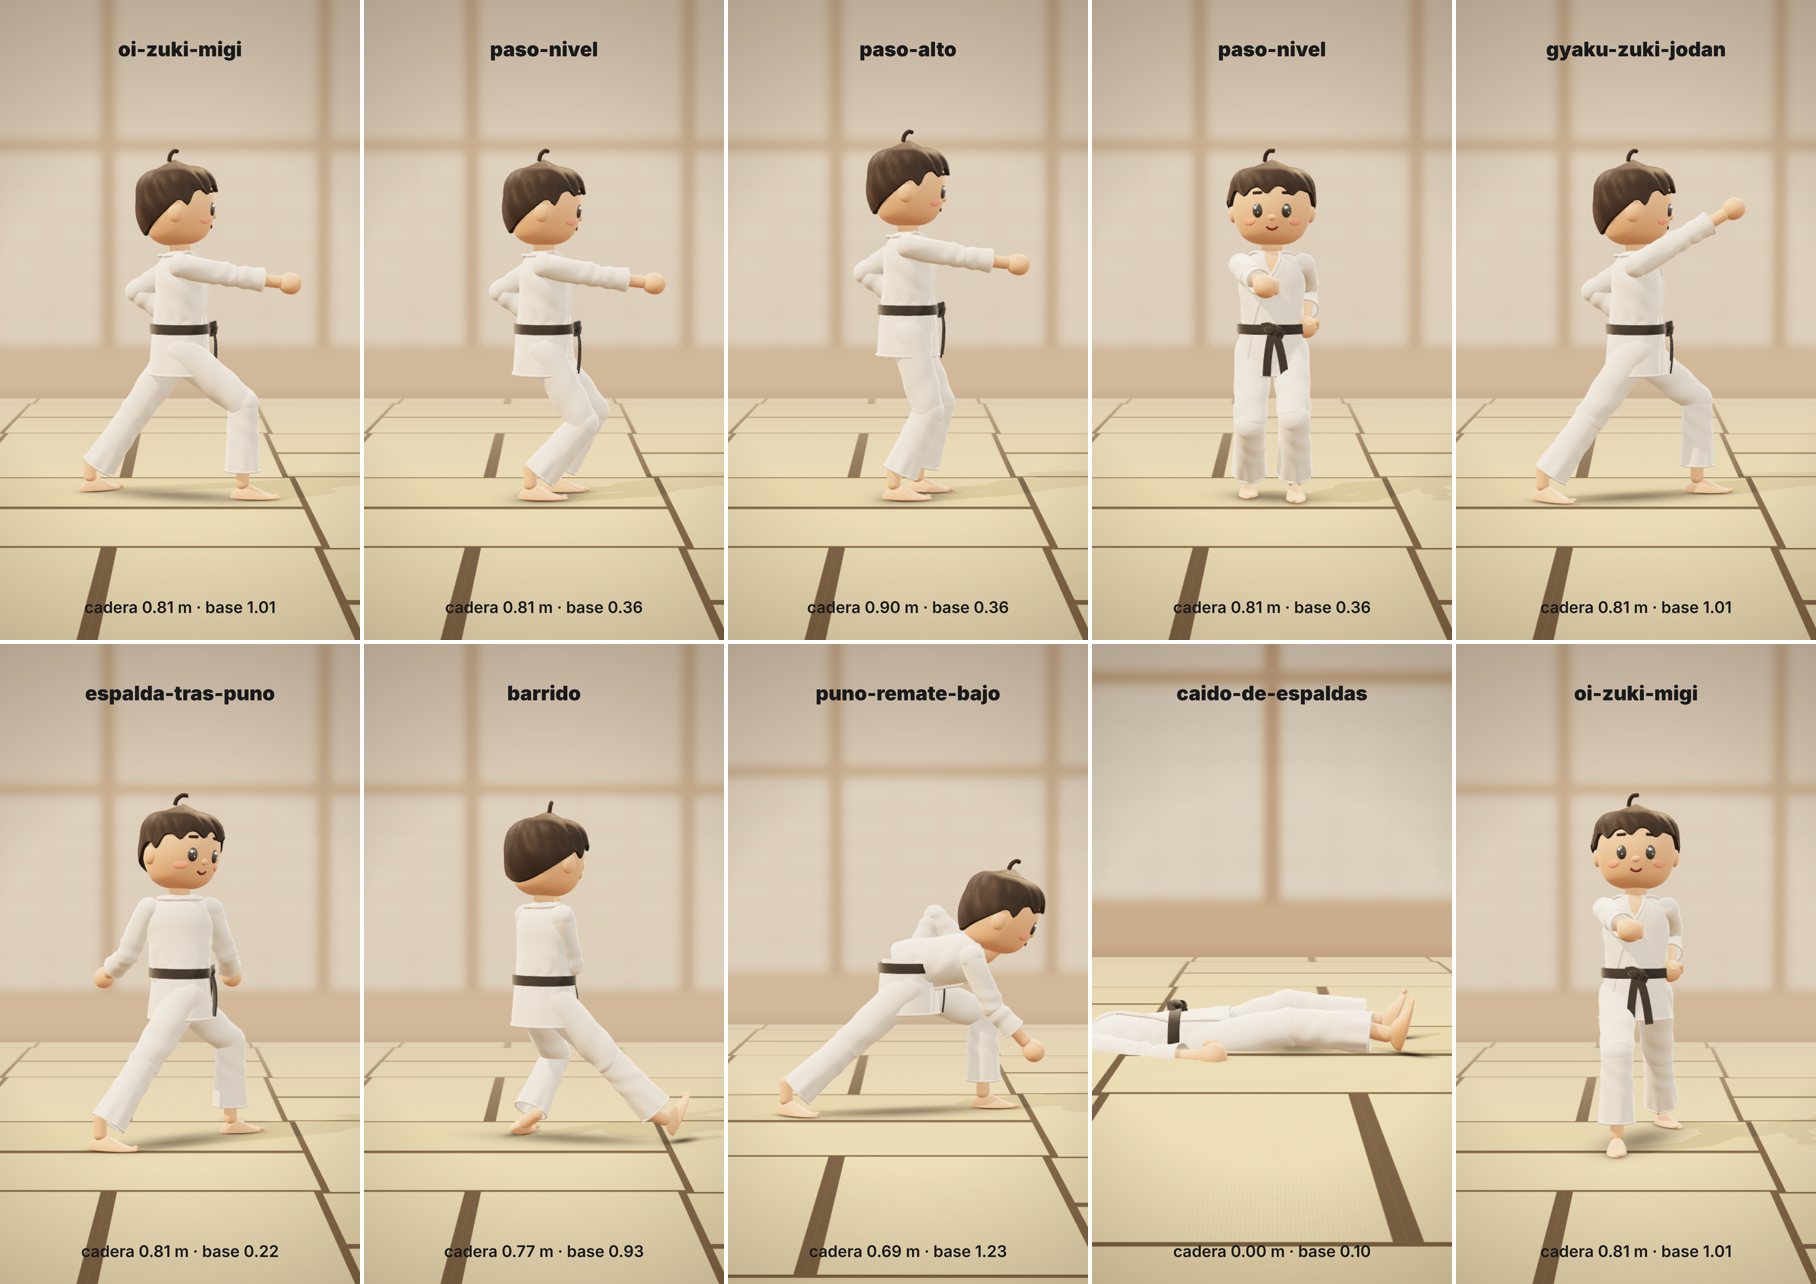 oi-zuki-migi
cadera 0.81 m · base 1.01
paso-nivel
cadera 0.81 m · base 0.36
paso-alto
cadera 0.90 m · base 0.36
paso-nivel
cadera 0.81 m · base 0.36
gyaku-zuki-jodan
cadera 0.81 m · base 1.01
espalda-tras-puno
cadera 0.81 m · base 0.22
barrido
cadera 0.77 m · base 0.93
puno-remate-bajo
cadera 0.69 m · base 1.23
caido-de-espaldas
cadera 0.00 m · base 0.10
oi-zuki-migi
cadera 0.81 m · base 1.01